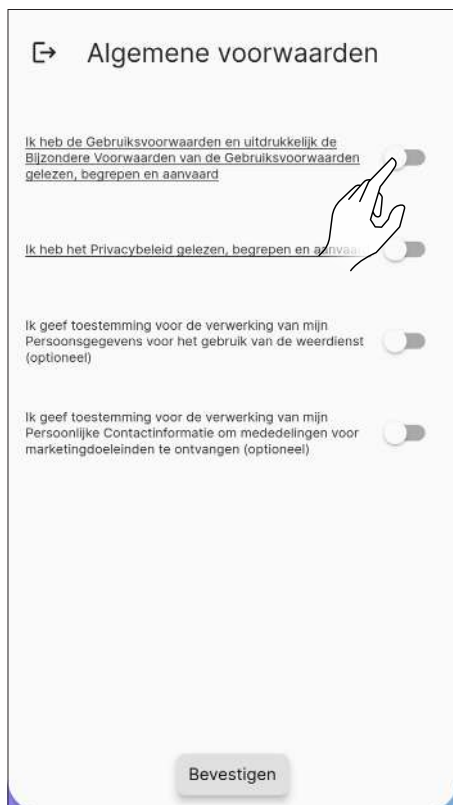 Algemene voorwaarden
Ik heb de Gebruiksvoorwaarden en uitdrukkelijk de
Bijzondere Voorwaarden van de Gebruiksvoorwaarden
gelezen, begrepen en aanvaard
Ik heb het Privacybeleid gelezen, begrepen en
Ik geef toestemming voor de verwerking van mijn
Persoonsgegevens voor het gebruik van de weerdienst
(optioneel)
Ik geef toestemming voor de verwerking van mijn
Persoonlijke Contactinformatie om mededelingen voor
marketingdoeleinden te ontvangen (optioneel)
Bevestigen